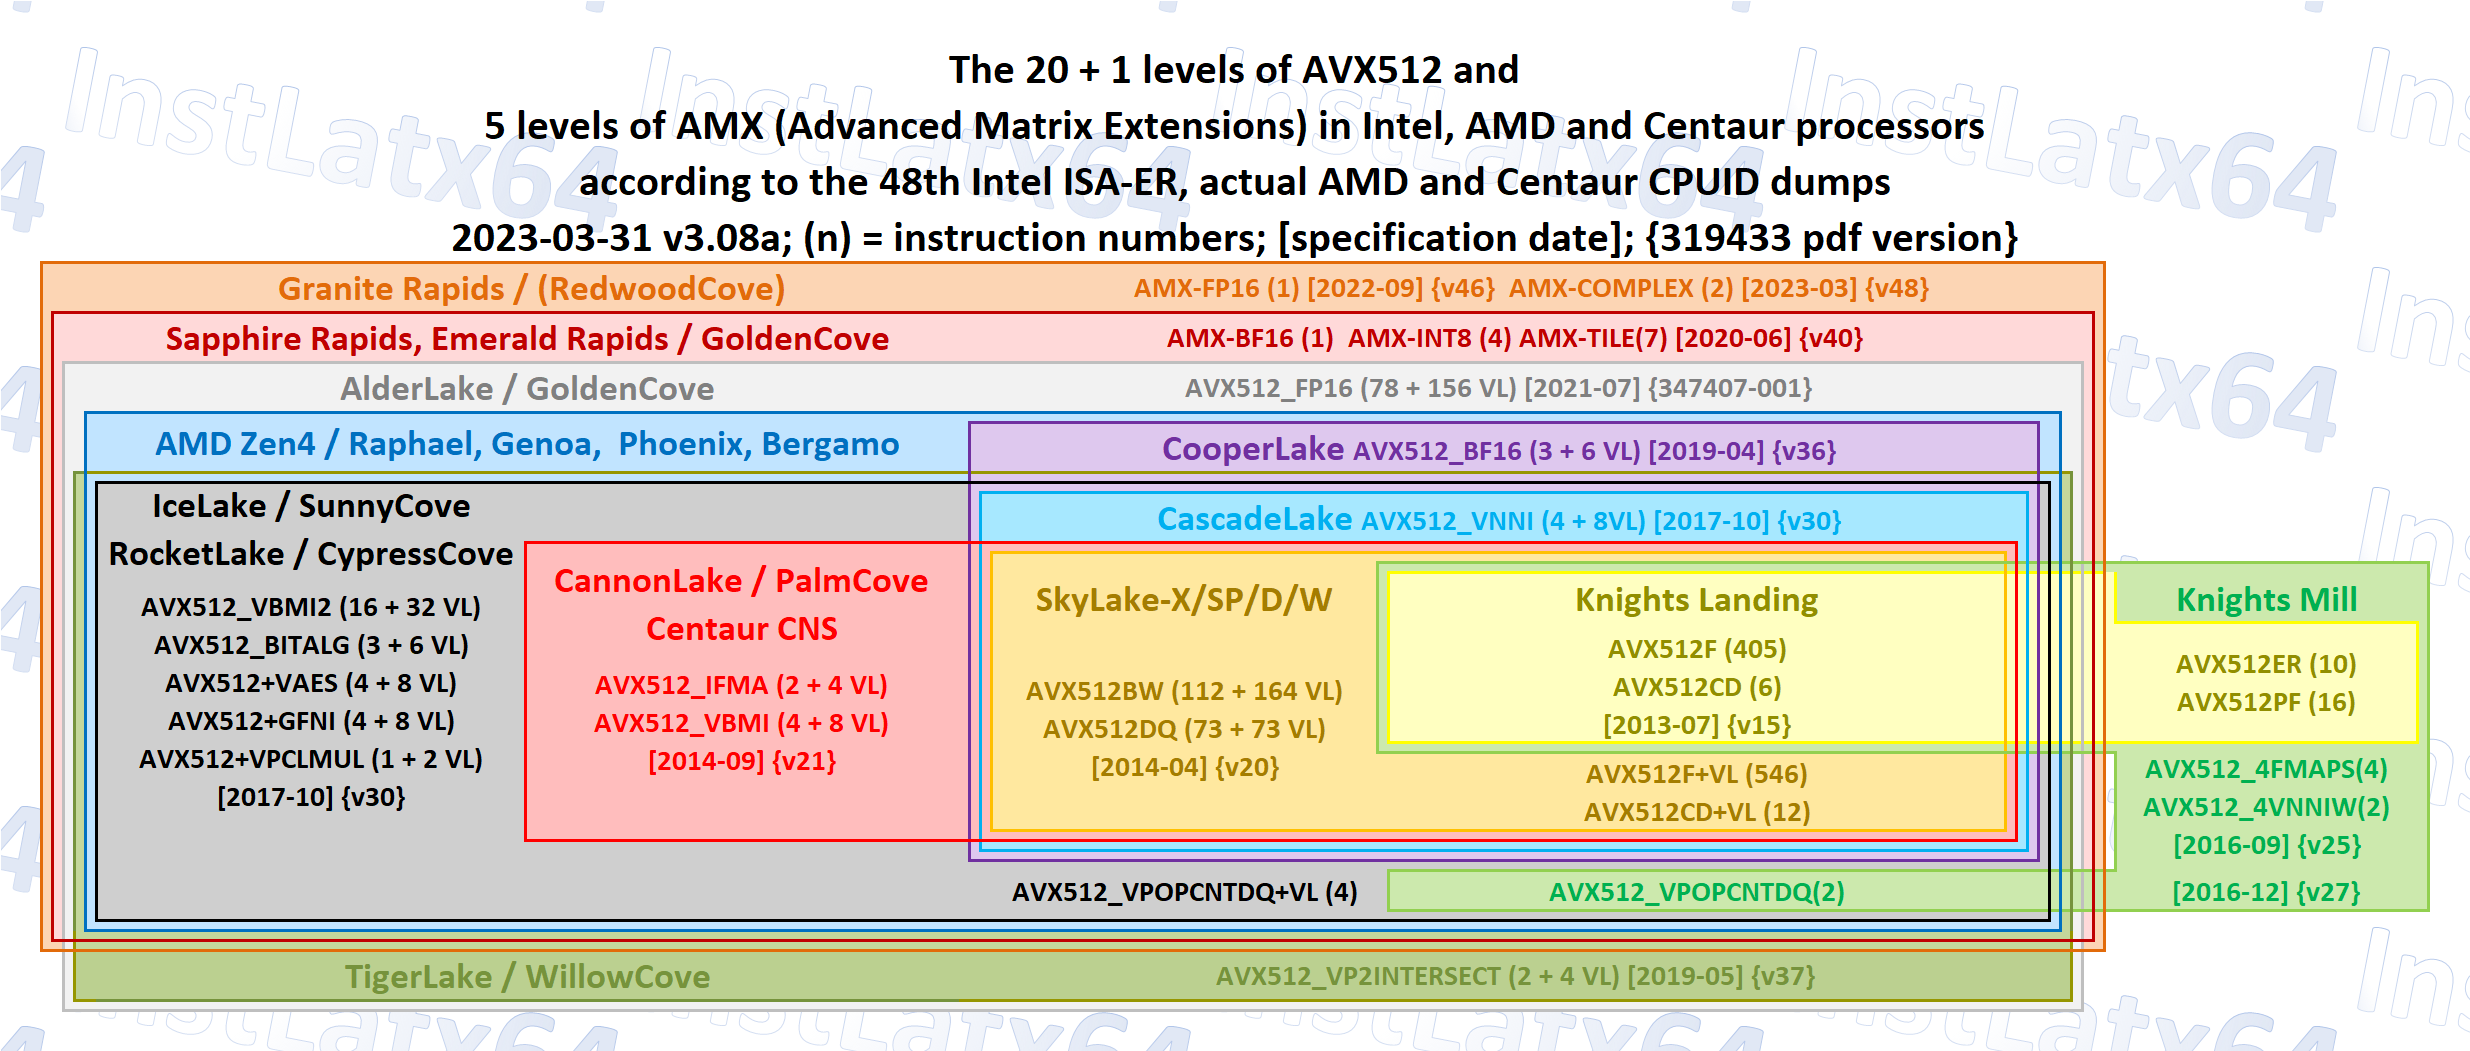 The 20 + 1 levels of AVX512 and
5 levels of AMX (Advanced Matrix Extensions) in Intel, AMD and Centaur processors
according to the 48th Intel ISA-ER, actual AMD and Centaur CPUID dumps
2023-03-31 v3.08a; (n) = instruction numbers; [specification date]; {319433 pdf version}
Granite Rapids / (RedwoodCove)
AMX-FP16 (1) [2022-09] {v46} AMX-COMPLEX (2) [2023-03] {v48}
Sapphire Rapids, Emerald Rapids / GoldenCove
AMX-BF16 (1) AMX-INT8 (4) AMX-TILE(7) [2020-06] {v40}
AlderLake / GoldenCove
AVX512_FP16 (78 + 156 VL) [2021-07] {347407-001}
AMD Zen4 / Raphael, Genoa, Phoenix, Bergamo
CooperLake AVX512_BF16 (3 + 6 VL) [2019-04] {v36}
IceLake / SunnyCove
RocketLake / CypressCove
AVX512_VBMI2 (16 + 32 VL)
AVX512_BITALG (3 + 6 VL)
AVX512+VAES (4 + 8 VL)
AVX512+GFNI (4 + 8 VL)
AVX512+VPCLMUL (1 + 2 VL)
[2017-10] {v30}
CascadeLake AVX512_VNNI (4 + 8VL) [2017-10] {v30}
CannonLake / PalmCove
Centaur CNS
AVX512_IFMA (2 + 4 VL)
AVX512_VBMI (4 + 8 VL)
[2014-09] {v21}
SkyLake-X/SP/D/W
AVX512BW (112 + 164 VL)
AVX512DQ (73 + 73 VL)
[2014-04] {v20}
Knights Landing
AVX512F (405)
AVX512CD (6)
[2013-07] {v15}
AVX512F+VL (546)
AVX512CD+VL (12)
Knights Mill
AVX512ER (10)
AVX512PF (16)
AVX512_4FMAPS(4)
AVX512_4VNNIW(2)
[2016-09] {v25}
AVX512_VPOPCNTDQ+VL (4)
AVX512_VPOPCNTDQ(2)
[2016-12] {v27}
TigerLake / WillowCove
AVX512_VP2INTERSECT (2 + 4 VL) [2019-05] {v37}
InstLatx64